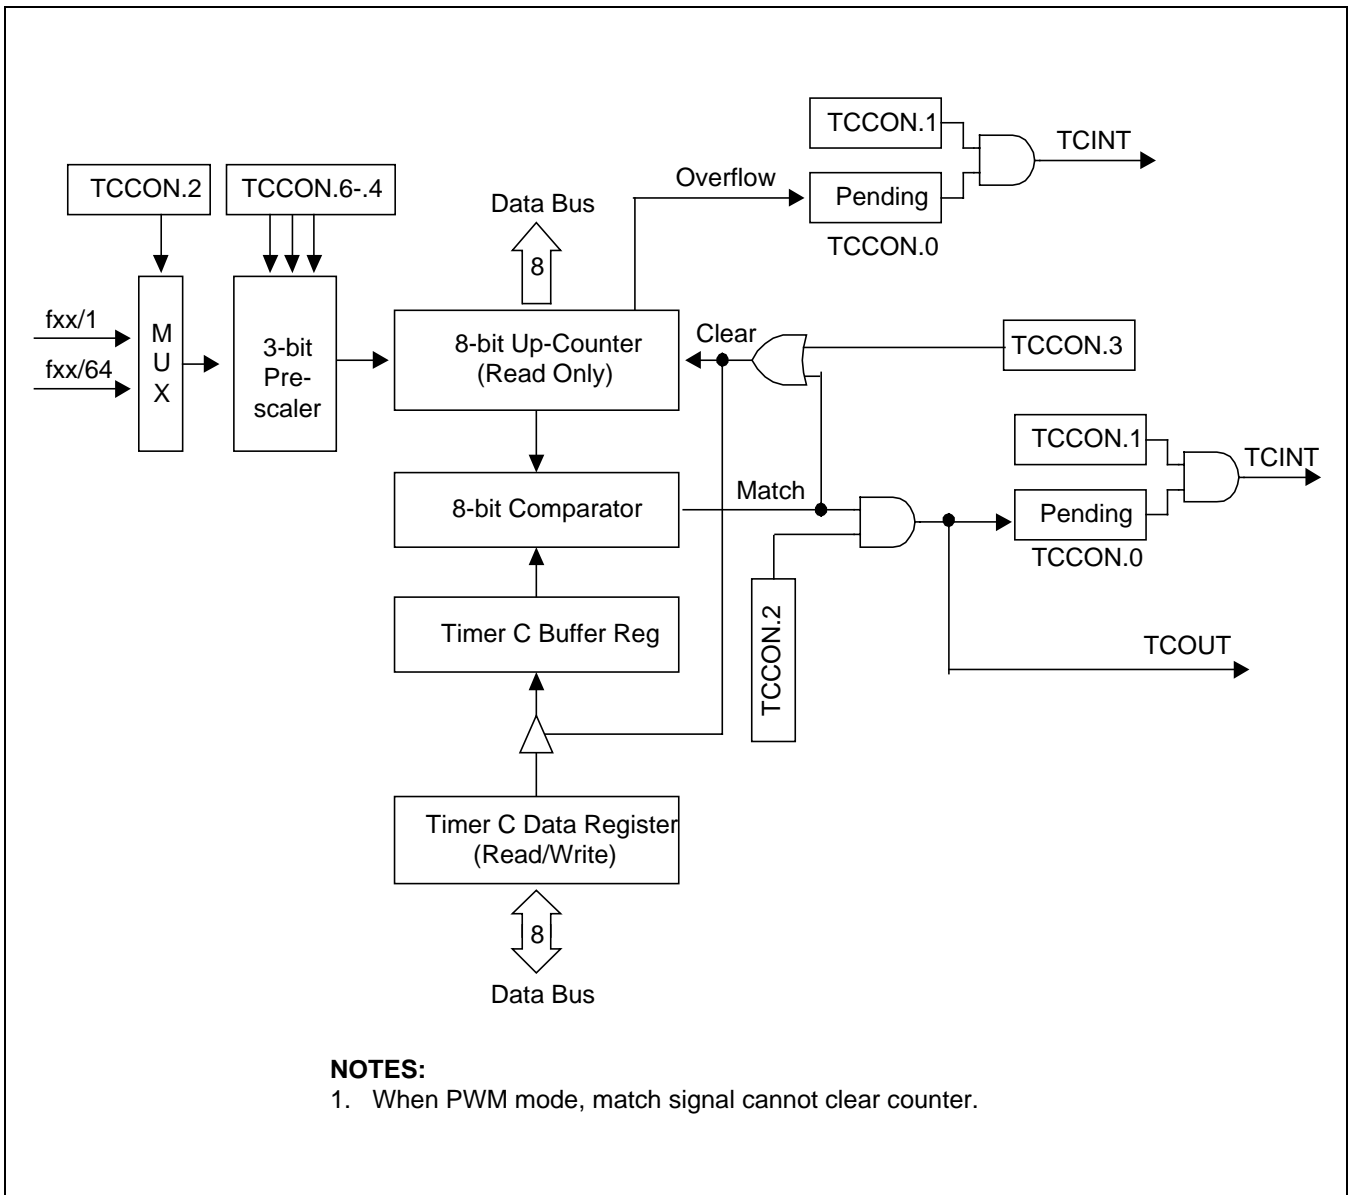 TCCON.1
TCINT
TCCON.2
TCCON.6-.4
Overflow
Pending
Data Bus
TCCON.0
8
fxx/1
fxx/64
M
U
X
3-bit
Pre-
scaler
8-bit Up-Counter
(Read Only)
Clear
TCCON.3
TCCON.1
TCINT
8-bit Comparator
Match
Pending
TCCON.0
TCCON.2
Timer C Buffer Reg
TCOUT
Timer C Data Register
(Read/Write)
8
Data Bus
NOTES:
1. When PWM mode, match signal cannot clear counter.